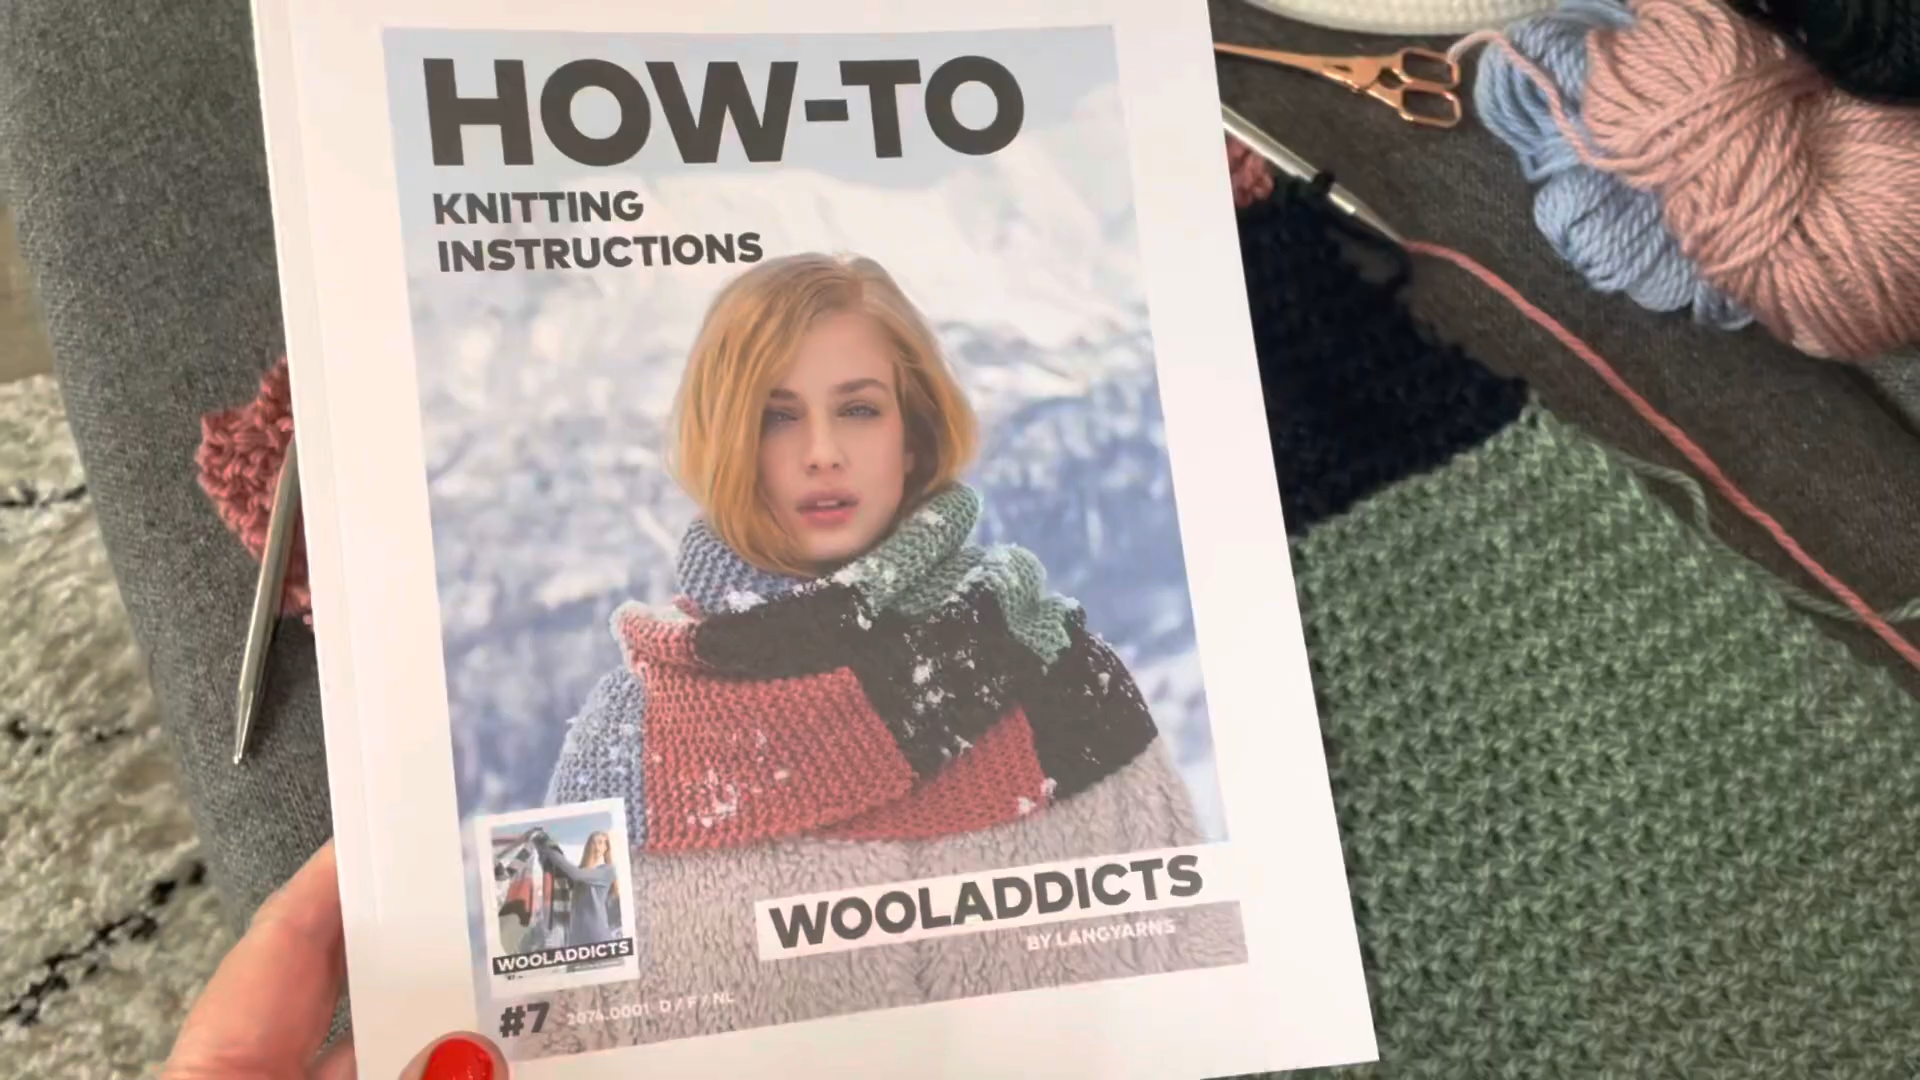 HOW-TO
KNITTING
INSTRUCTIONS
WOOLADDICTS
BY LANGYARNS
WOOLADDICTS
#7 2074.0001 D / F / NL